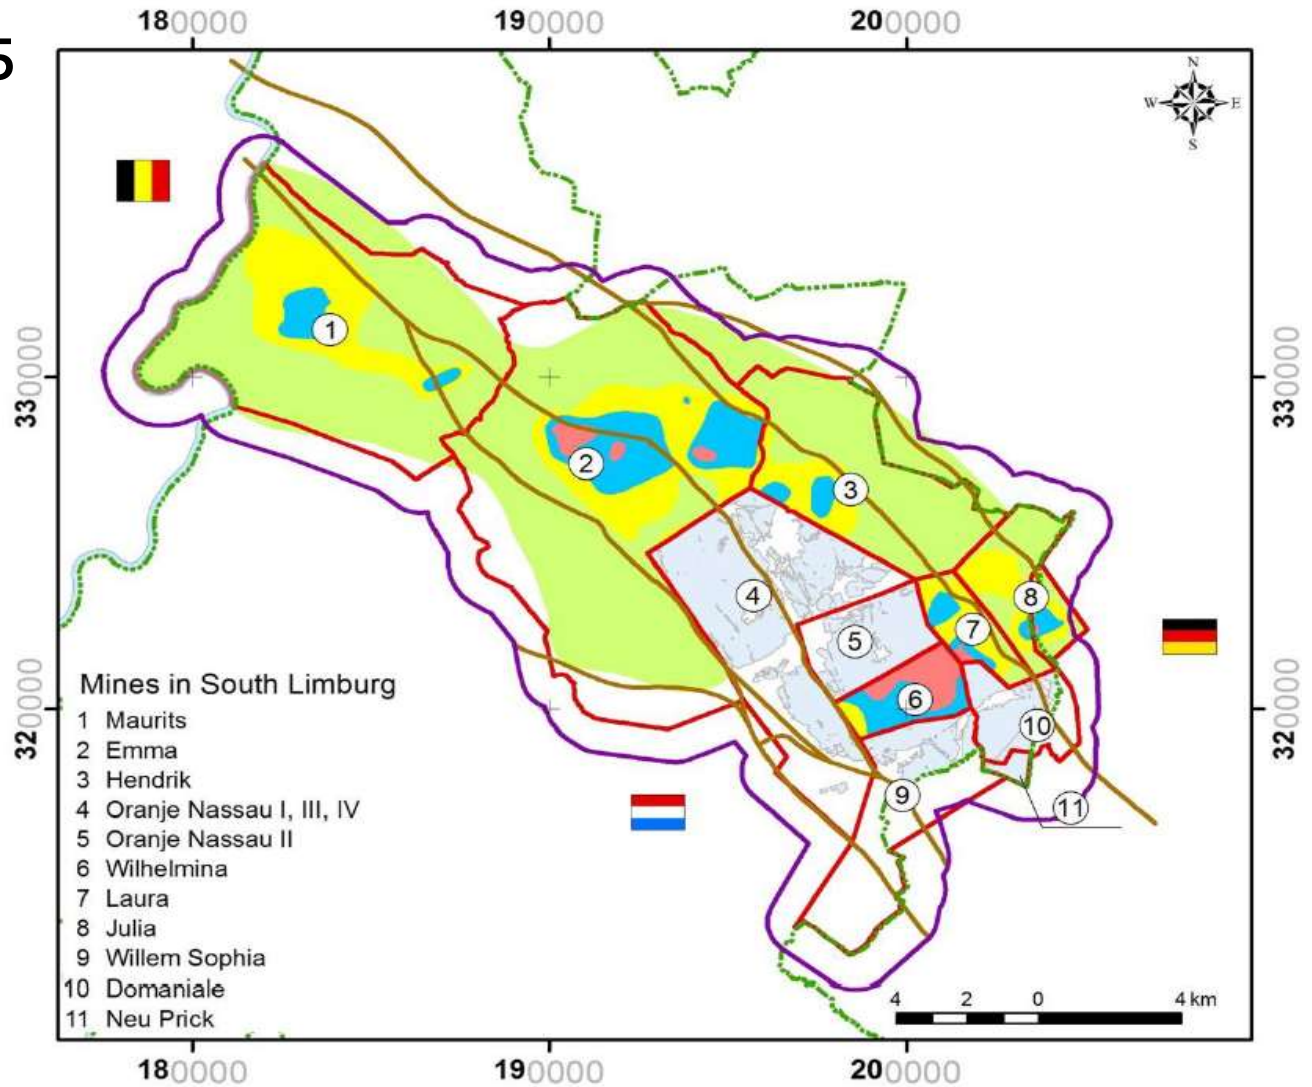 5
180000 190000 200000
N
W E
S
330000 330000
1
2
3
4
5
6
7
8
9
10
11
320000 320000
Mines in South Limburg
1 Maurits
2 Emma
3 Hendrik
4 Oranje Nassau I, III, IV
5 Oranje Nassau II
6 Wilhelmina
7 Laura
8 Julia
9 Willem Sophia
10 Domaniale
11 Neu Prick
4 2 0 4 km
180000 190000 200000